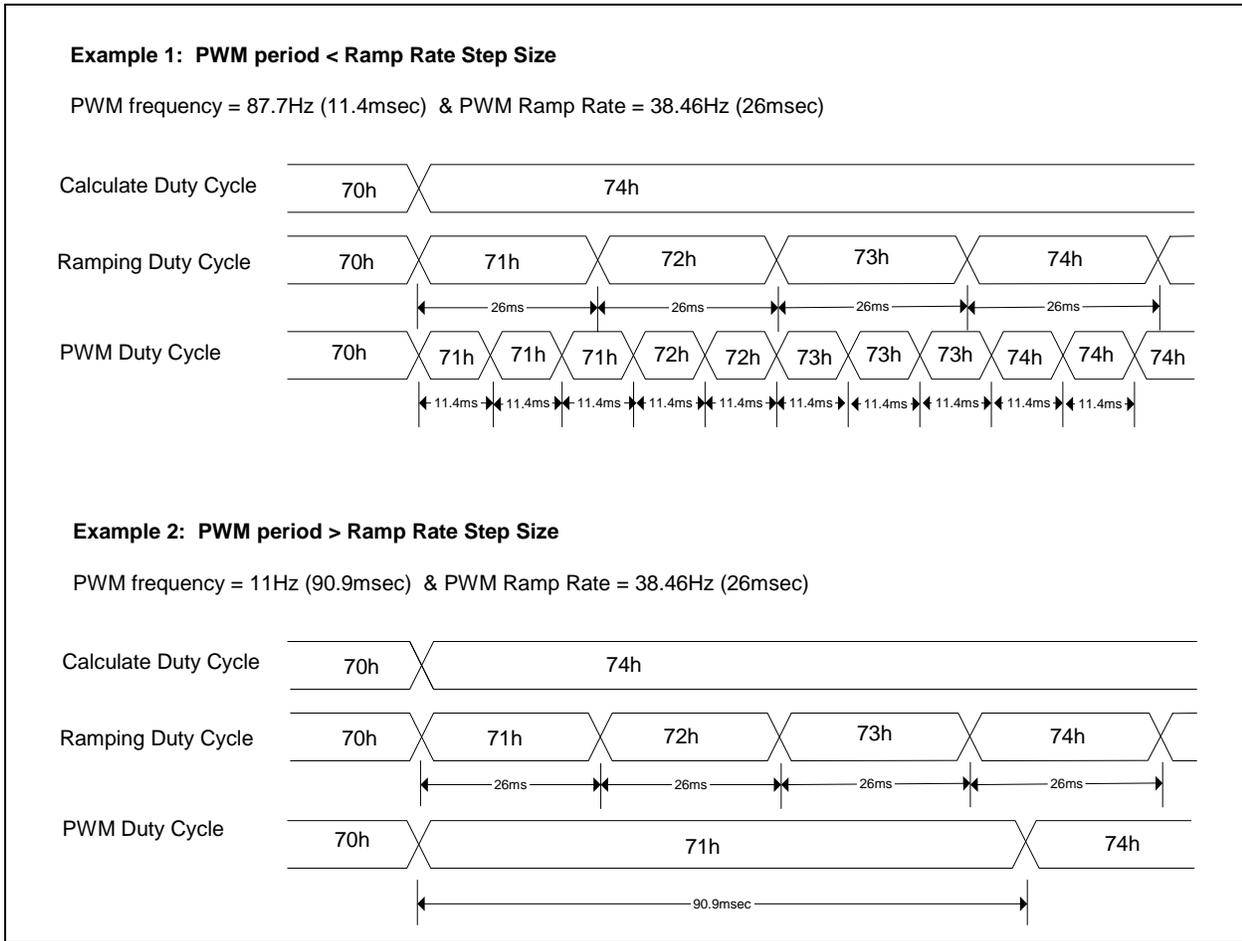 Example 1: PWM period < Ramp Rate Step Size
PWM frequency = 87.7Hz (11.4msec) & PWM Ramp Rate = 38.46Hz (26msec)
Calculate Duty Cycle 70h 74h
Ramping Duty Cycle 70h 71h 72h 73h 74h
26ms 26ms 26ms 26ms
PWM Duty Cycle 70h 71h 71h 71h 72h 72h 73h 73h 73h 74h 74h 74h
11.4ms 11.4ms 11.4ms 11.4ms 11.4ms 11.4ms 11.4ms 11.4ms 11.4ms 11.4ms
Example 2: PWM period > Ramp Rate Step Size
PWM frequency = 11Hz (90.9msec) & PWM Ramp Rate = 38.46Hz (26msec)
Calculate Duty Cycle 70h 74h
Ramping Duty Cycle 70h 71h 72h 73h 74h
26ms 26ms 26ms 26ms
PWM Duty Cycle 70h 71h 74h
90.9msec